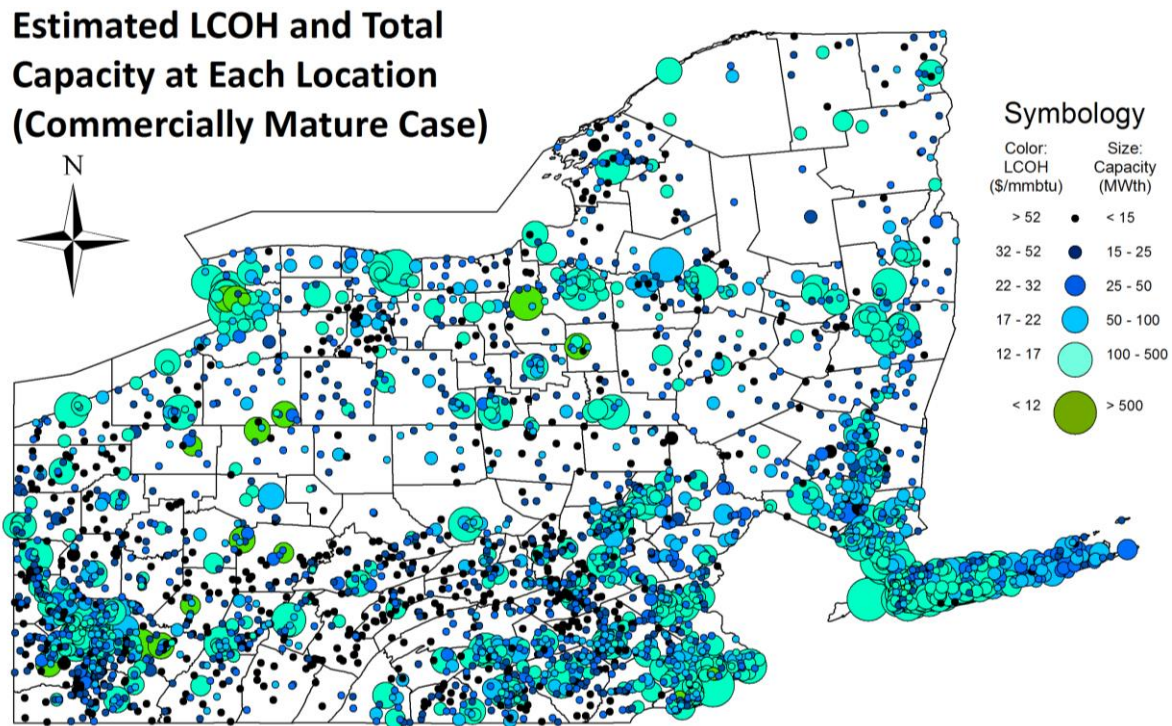 Estimated LCOH and Total
Capacity at Each Location
(Commercially Mature Case)
N
Symbology
Color:
LCOH
($/mmbtu)
Size:
Capacity
(MWth)
> 52
< 15
32 - 52
15 - 25
22 - 32
25 - 50
17 - 22
50 - 100
12 - 17
100 - 500
< 12
> 500